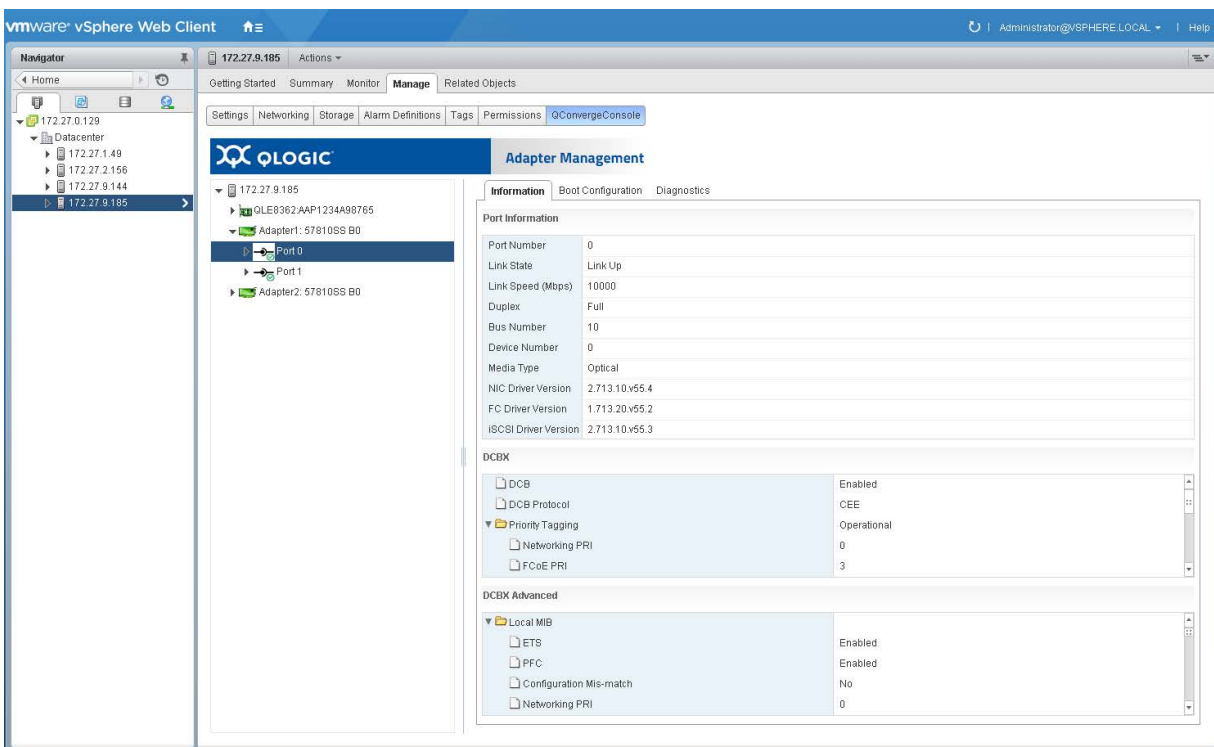 vmware® vSphere Web Client
Administrator@VSPHERE.LOCAL
Help
Navigator
Home
172.27.0.129
Datacenter
172.27.1.49
172.27.2.156
172.27.9.144
172.27.9.185
172.27.9.185 Actions
Getting Started Summary Monitor Manage Related Objects
Settings Networking Storage Alarm Definitions Tags Permissions QConvergeConsole
QLOGIC Adapter Management
172.27.9.185
QLE8362:AAP1234A98765
Adapter1: 57810SS B0
Port 0
Port 1
Adapter2: 57810SS B0
Information Boot Configuration Diagnostics
Port Information
Port Number 0
Link State Link Up
Link Speed (Mbps) 10000
Duplex Full
Bus Number 10
Device Number 0
Media Type Optical
NIC Driver Version 2.713.10.v55.4
FC Driver Version 1.713.20.v55.2
iSCSI Driver Version 2.713.10.v55.3
DCBX
DCB Enabled
DCB Protocol CEE
Priority Tagging Operational
Networking PRI 0
FCoE PRI 3
DCBX Advanced
Local MIB
ETS Enabled
PFC Enabled
Configuration Mis-match No
Networking PRI 0